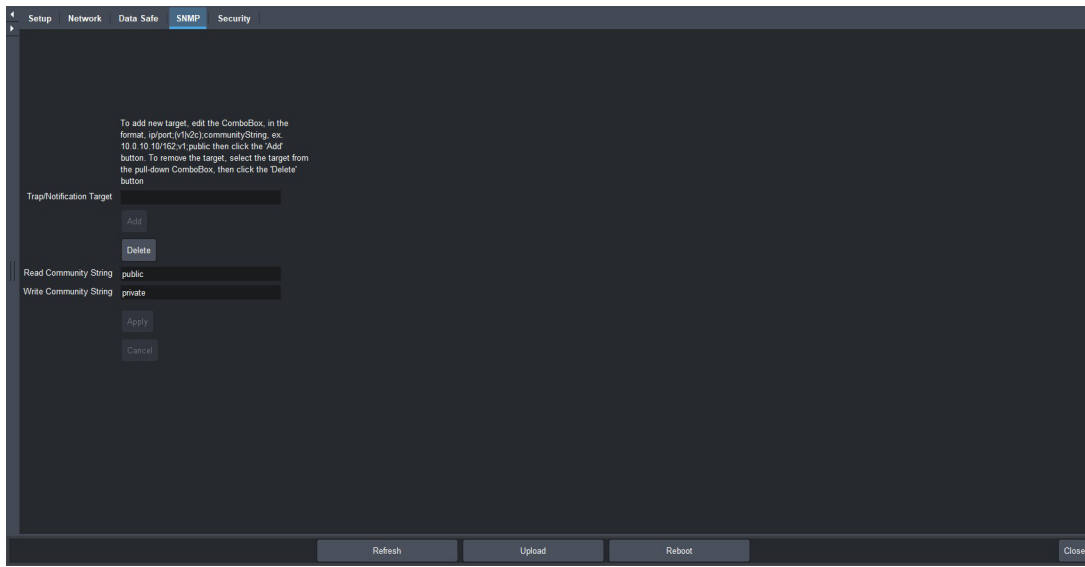 Setup Network Data Safe SNMP Security
To add new target, edit the ComboBox, in the
format, ip/port;(v1|v2c);communityString, ex.
10.0.10.10/162;v1;public then click the 'Add'
button. To remove the target, select the target from
the pull-down ComboBox, then click the 'Delete'
button
Trap/Notification Target
Add
Delete
Read Community String public
Write Community String private
Apply
Cancel
Refresh Upload Reboot Close